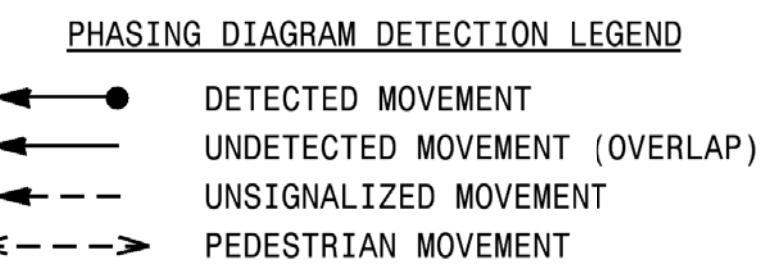 PHASING DIAGRAM DETECTION LEGEND
DETECTED MOVEMENT
UNDETECTED MOVEMENT (OVERLAP)
UNSIGNALIZED MOVEMENT
PEDESTRIAN MOVEMENT